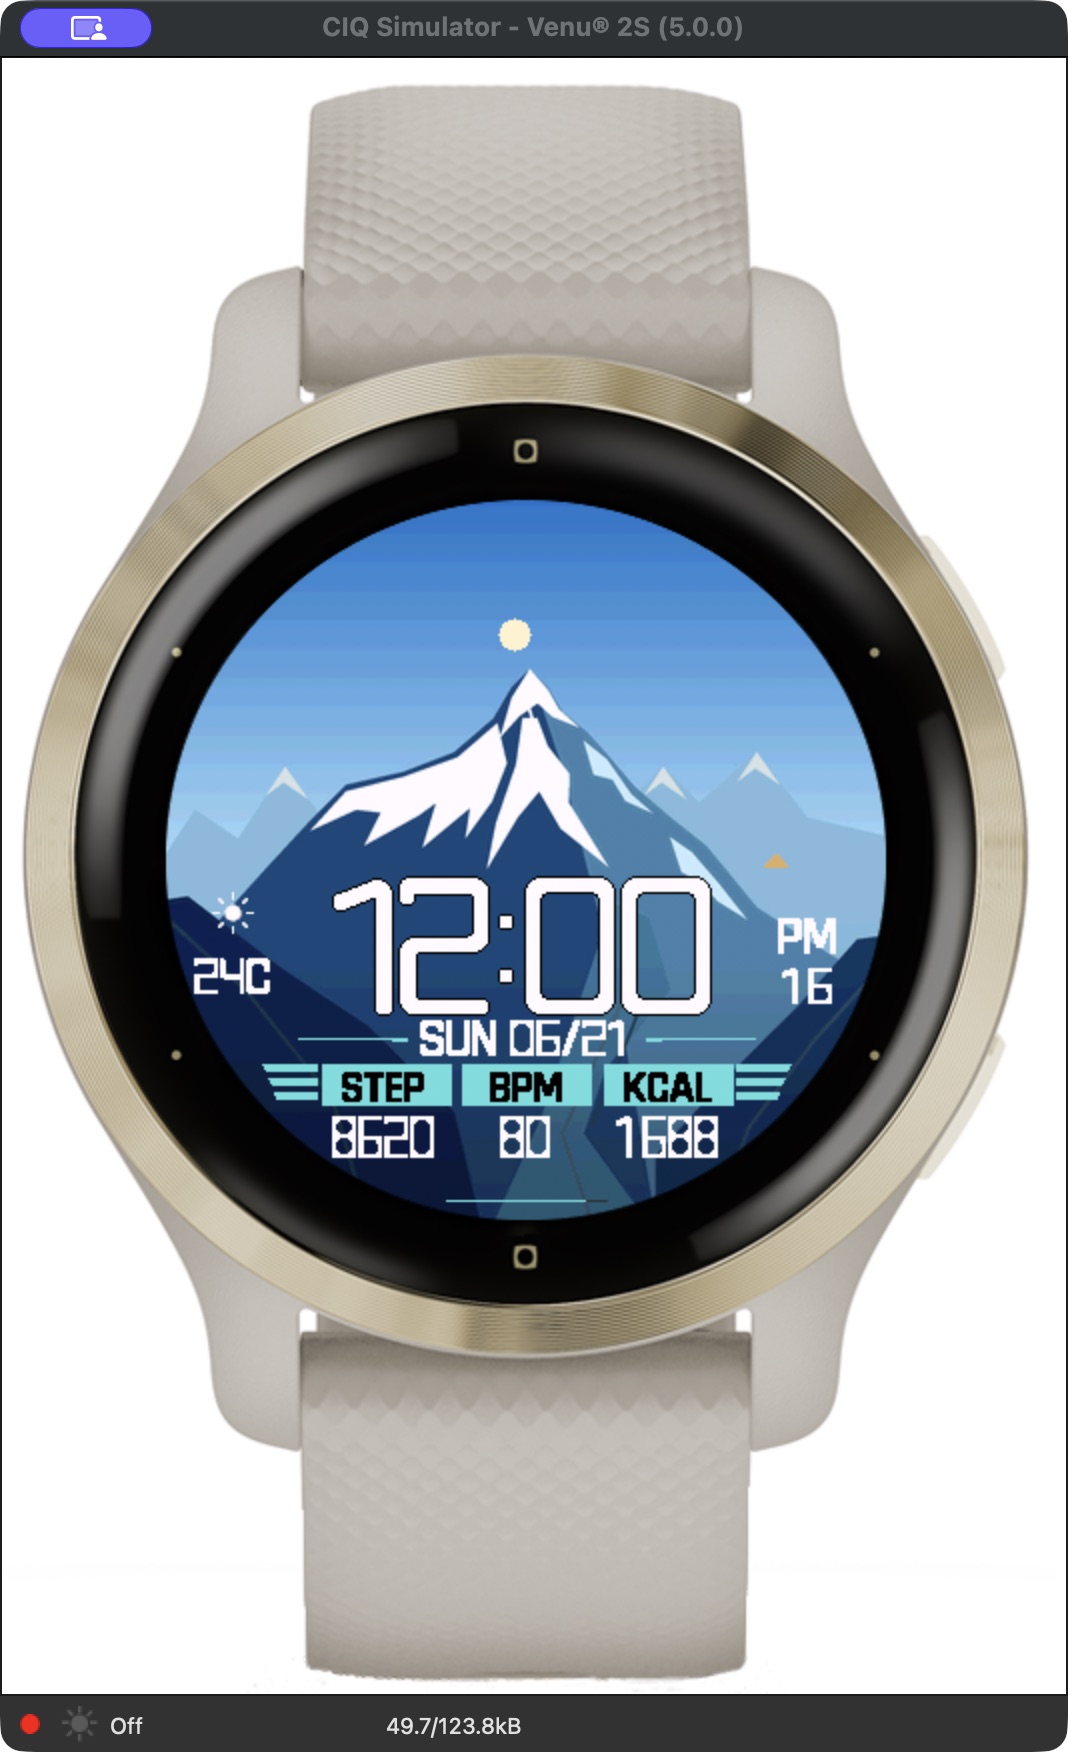 CIQ Simulator - Venu® 2S (5.0.0)
12:00
PM
16
24C
SUN 06/21
STEP BPM KCAL
8620 80 1688
Off 49.7/123.8kB